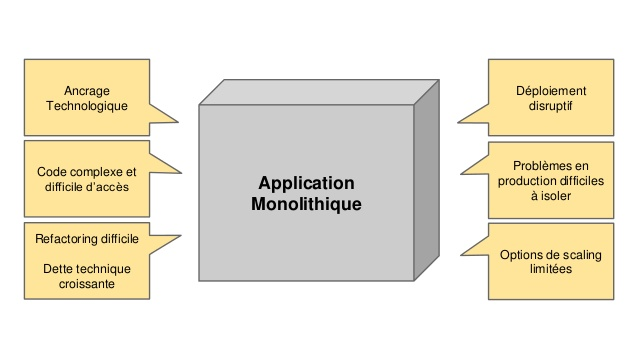 Ancrage
Technologique
Code complexe et
difficile d'accès
Refactoring difficile
Dette technique
croissante
Application
Monolithique
Déploiement
disruptif
Problèmes en
production difficiles
à isoler
Options de scaling
limitées